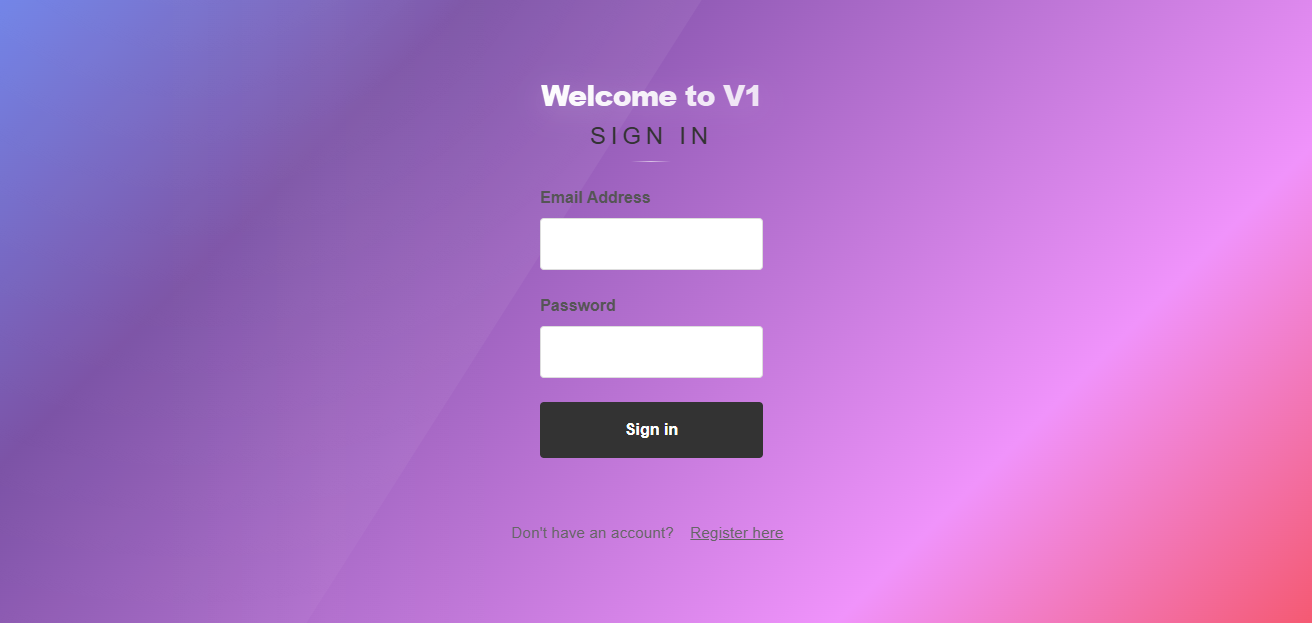 Welcome to V1
SIGN IN
Email Address
Password
Sign in
Don't have an account? Register here